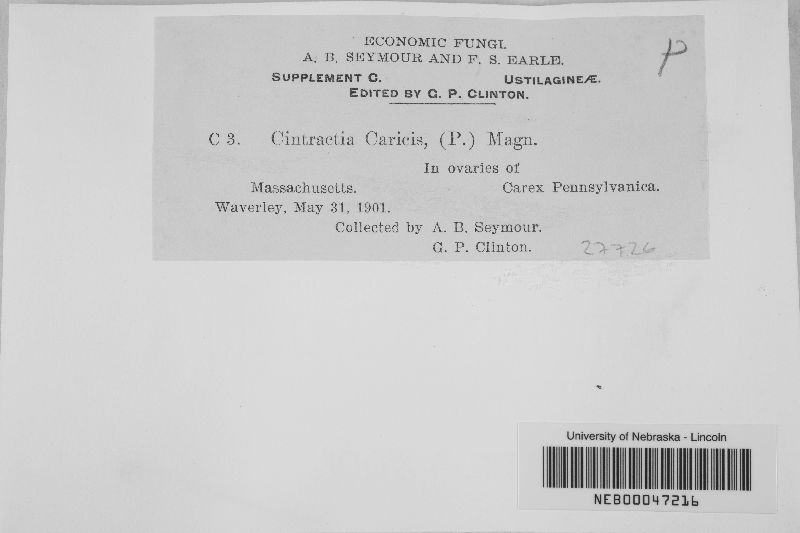 ECONOMIC FUNGI.
A. B. SEYMOUR AND F. S. EARLE.
SUPPLEMENT C. USTILAGINEÆ.
EDITED BY G. P. CLINTON.
P
C 3. Cintractia Caricis, (P.) Magn.
In ovaries of
Massachusetts. Carex Pennsylvanica.
Waverley, May 31, 1901.
Collected by A. B. Seymour.
G. P. Clinton. 27726
University of Nebraska - Lincoln
NEB00047216